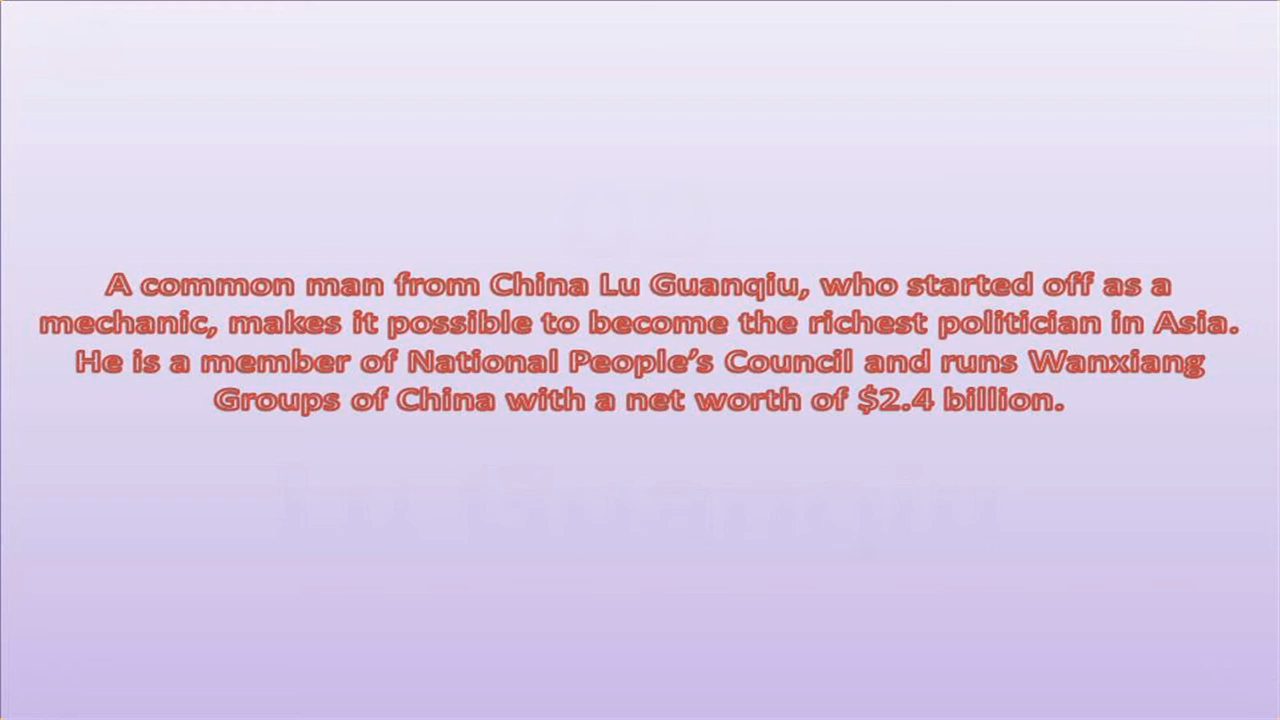 A common man from China Lu Guanqiu, who started off as a
mechanic, makes it possible to become the richest politician in Asia.
He is a member of National People’s Council and runs Wanxiang
Groups of China with a net worth of $2.4 billion.
Lu Guanqiu